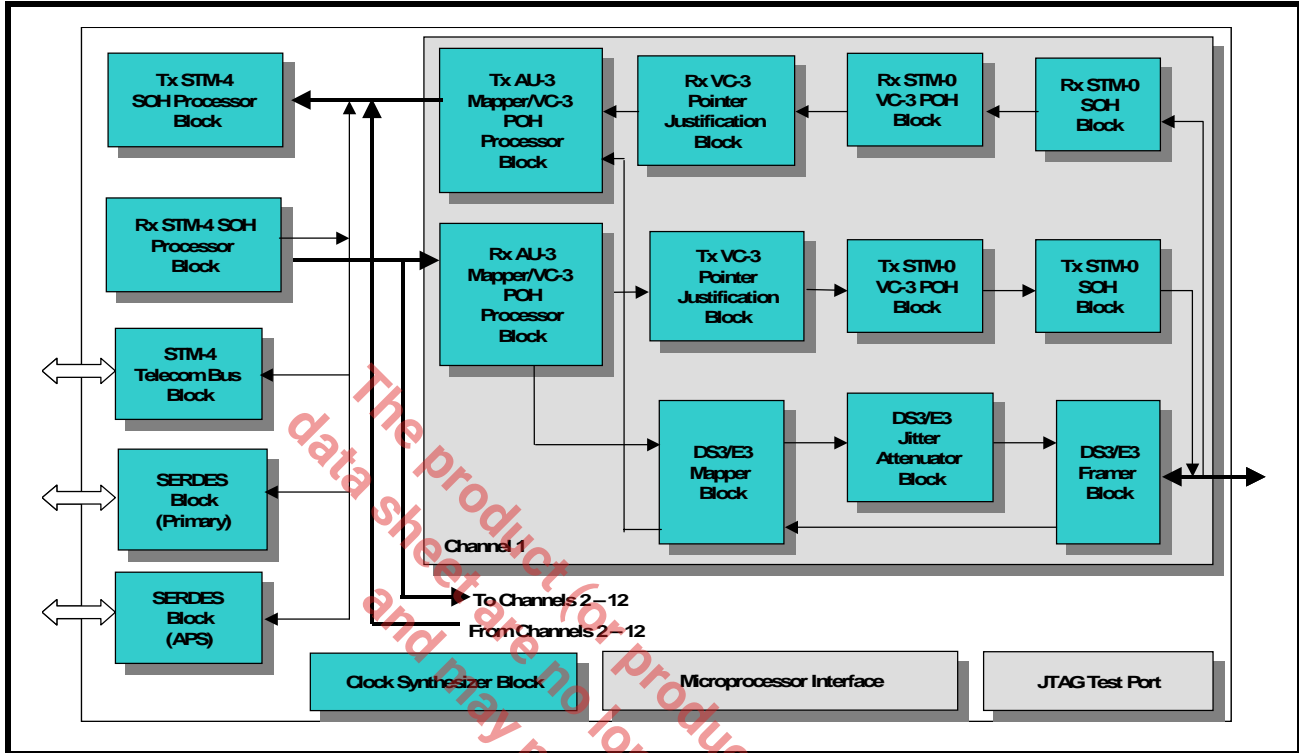 Tx STM-4
SOH Processor
Block
Tx AU-3
Mapper/VC-3
POH
Processor
Block
Rx VC-3
Pointer
Justification
Block
Rx STM-0
VC-3 POH
Block
Rx STM-0
SOH
Block
Rx STM-4 SOH
Processor
Block
Rx AU-3
Mapper/VC-3
POH
Processor
Block
Tx VC-3
Pointer
Justification
Block
Tx STM-0
VC-3 POH
Block
Tx STM-0
SOH
Block
STM-4
Telecom Bus
Block
SERDES
Block
(Primary)
SERDES
Block
(APS)
DS3/E3
Mapper
Block
DS3/E3
Jitter
Attenuator
Block
DS3/E3
Framer
Block
Channel 1
To Channels 2 – 12
From Channels 2 – 12
Clock Synthesizer Block
Microprocessor Interface
JTAG Test Port
The product (or produc
data sheet are no lon
and may n